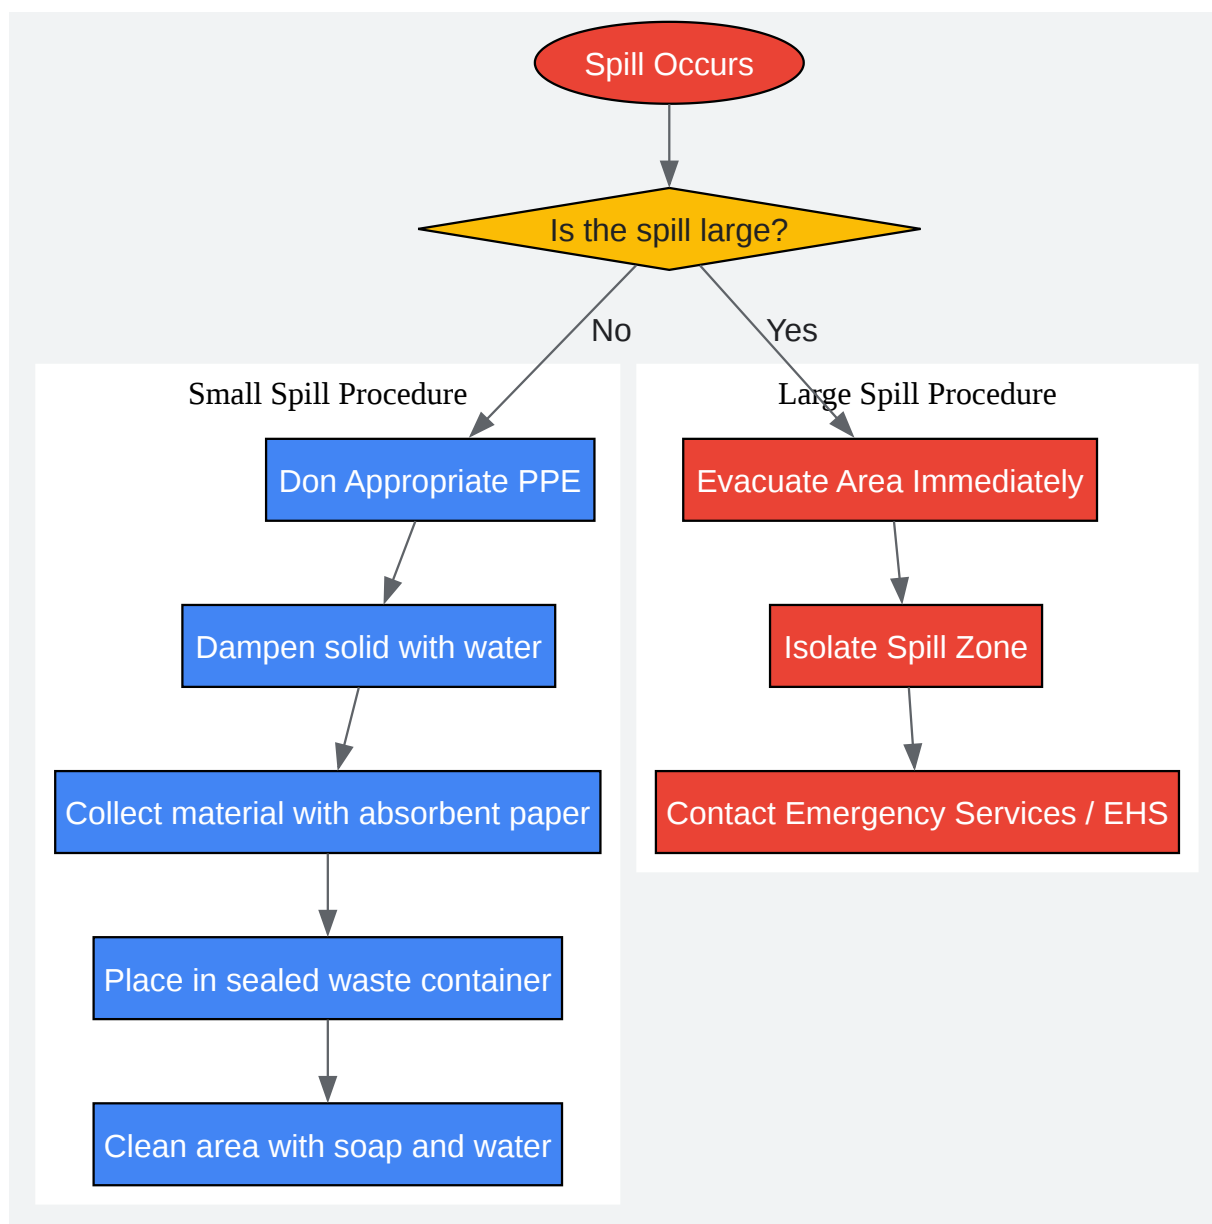 Spill Occurs
Is the spill large?
No
Yes
Small Spill Procedure
Don Appropriate PPE
Dampen solid with water
Collect material with absorbent paper
Place in sealed waste container
Clean area with soap and water
Large Spill Procedure
Evacuate Area Immediately
Isolate Spill Zone
Contact Emergency Services / EHS